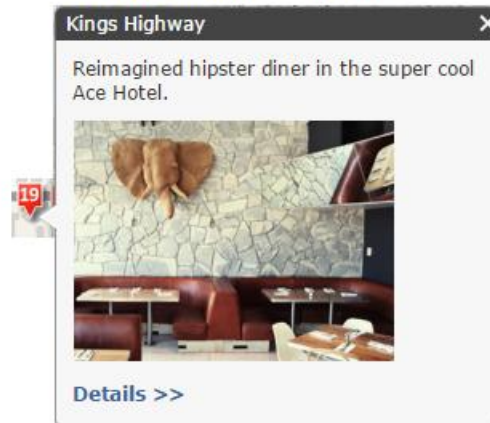 Kings Highway
Reimagined hipster diner in the super cool
Ace Hotel.
19
Details >>